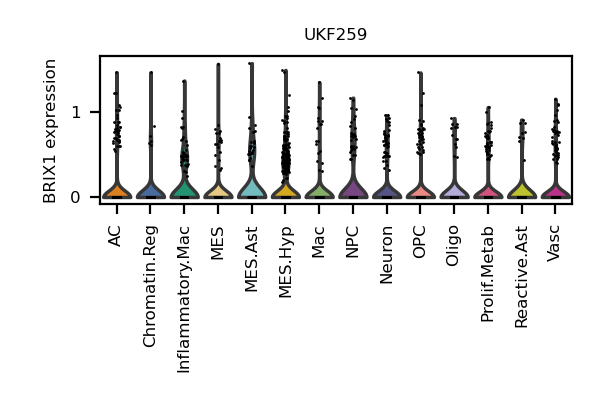 UKF259
BRIX1 expression
1
0
AC
Chromatin.Reg
Inflammatory.Mac
MES
MES.Ast
MES.Hyp
Mac
NPC
Neuron
OPC
Oligo
Prolif.Metab
Reactive.Ast
Vasc